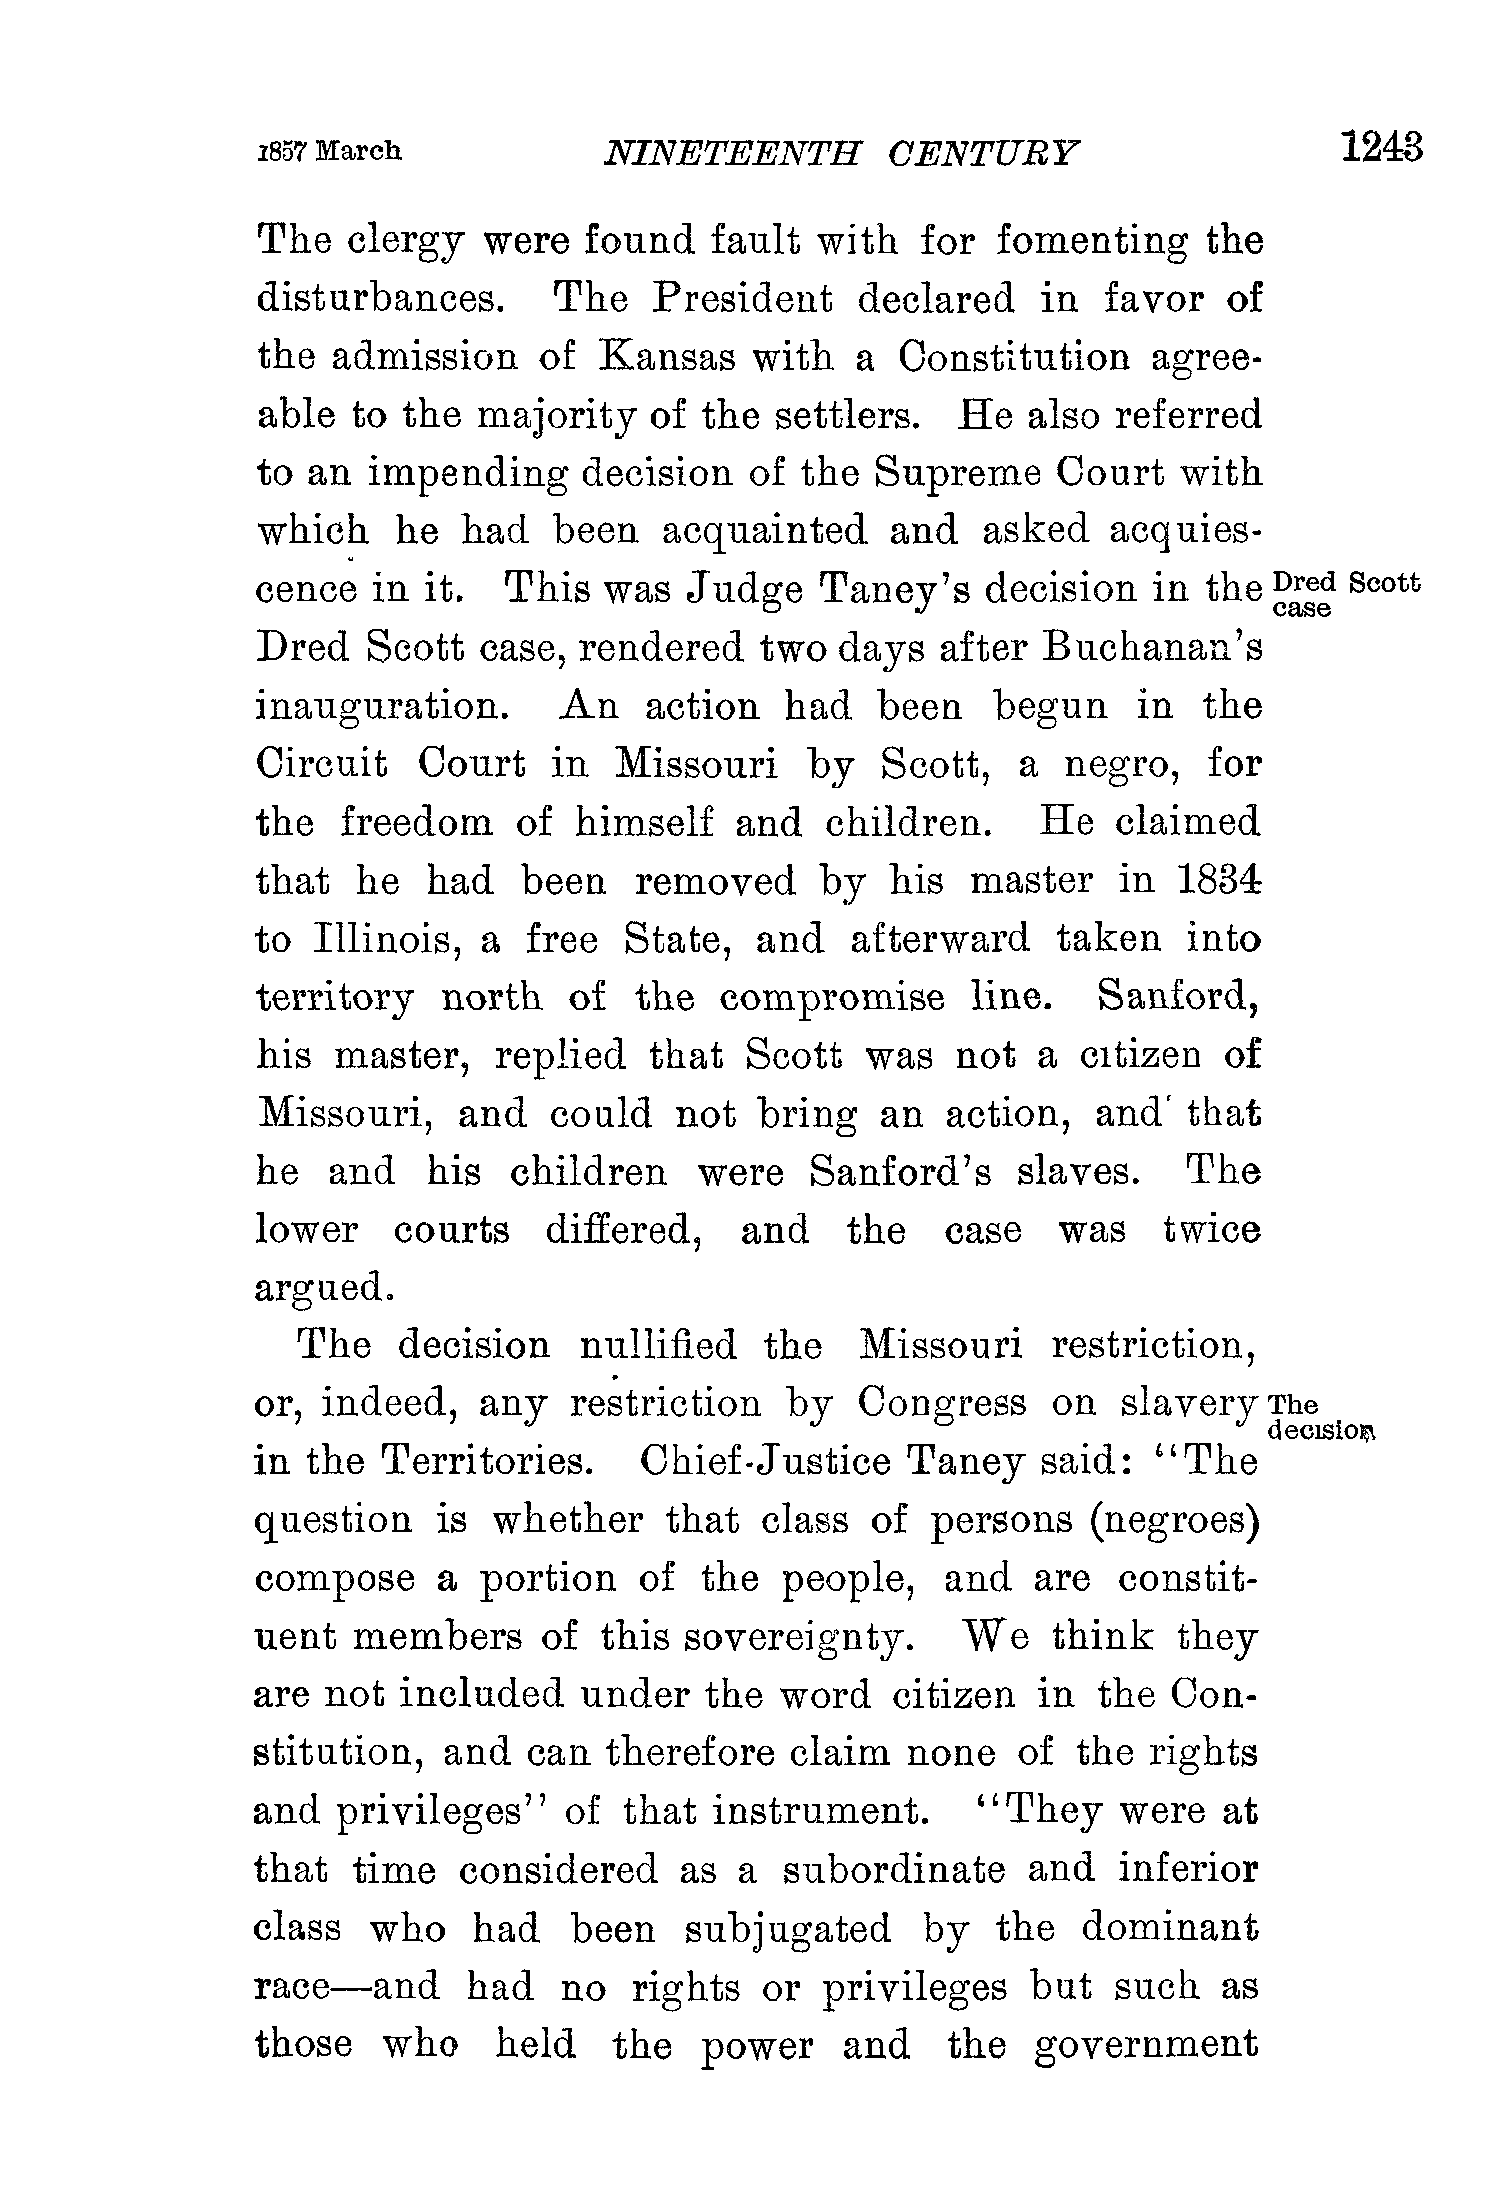 1857 March NINETEENTH CENTURY 1243
The clergy were found fault with for fomenting the
disturbances. The President declared in favor of
the admission of Kansas with a Constitution agree-
able to the majority of the settlers. He also referred
to an impending decision of the Supreme Court with
which he had been acquainted and asked acquies-
cence in it. This was Judge Taney's decision in the
Dred Scott
case
Dred Scott case, rendered two days after Buchanan's
inauguration. An action had been begun in the
Circuit Court in Missouri by Scott, a negro, for
the freedom of himself and children. He claimed
that he had been removed by his master in 1834
to Illinois, a free State, and afterward taken into
territory north of the compromise line. Sanford,
his master, replied that Scott was not a citizen of
Missouri, and could not bring an action, and that
he and his children were Sanford's slaves. The
lower courts differed, and the case was twice
argued.
The decision nullified the Missouri restriction,
or, indeed, any restriction by Congress on slavery
The
decision
in the Territories. Chief-Justice Taney said: "The
question is whether that class of persons (negroes)
compose a portion of the people, and are constit-
uent members of this sovereignty. We think they
are not included under the word citizen in the Con-
stitution, and can therefore claim none of the rights
and privileges" of that instrument. "They were at
that time considered as a subordinate and inferior
class who had been subjugated by the dominant
race—and had no rights or privileges but such as
those who held the power and the government